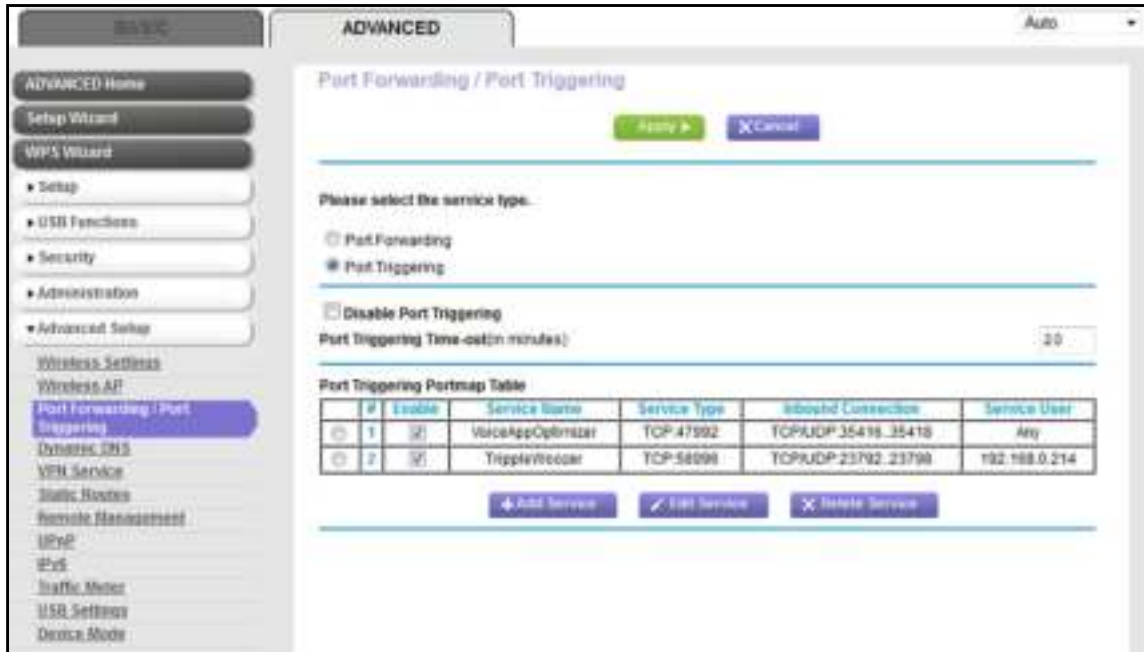 BASIC
ADVANCED
Auto
ADVANCED Home
Setup Wizard
WPS Wizard
Setup
USB Functions
Security
Administration
Advanced Setup
Wireless Settings
Wireless AP
Port Forwarding / Port
Triggering
Dynamic DNS
VPN Service
Static Routes
Remote Management
UPnP
IPv6
Traffic Meter
USB Settings
Device Mode
Port Forwarding / Port Triggering
Apply
Cancel
Please select the service type.
Port Forwarding
Port Triggering
Disable Port Triggering
Port Triggering Time-out(in minutes)
20
Port Triggering Portmap Table
# Enable Service Name Service Type Inbound Connection Service User
1 VoiceAppOptimizer TCP:47992 TCP/UDP:35416..35418 Any
2 TCP:58996 TCP/UDP:23792..23798 192.168.0.214
Add Service
Edit Service
Delete Service